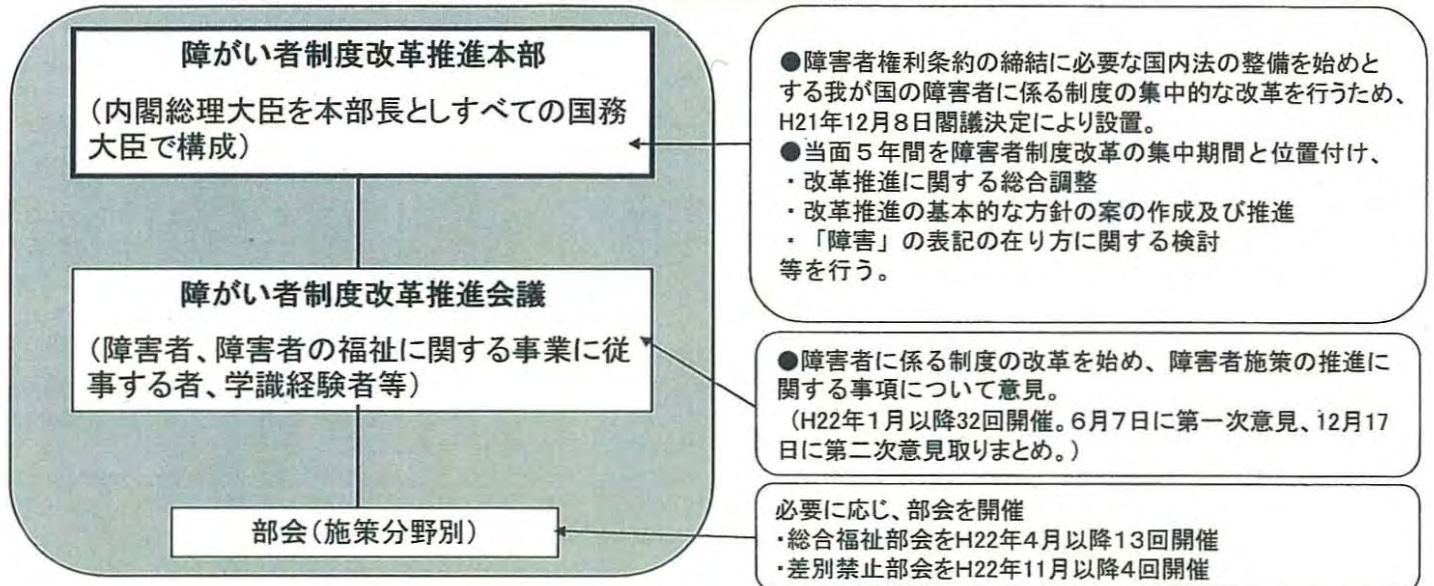 障がい者制度改革推進本部
(内閣総理大臣を本部長としすべての国務
大臣で構成)
●障害者権利条約の締結に必要な国内法の整備を始めと
する我が国の障害者に係る制度の集中的な改革を行うため、
H21年12月8日閣議決定により設置。
●当面5年間を障害者制度改革の集中期間と位置付け、
・改革推進に関する総合調整
・改革推進の基本的な方針の案の作成及び推進
・「障害」の表記の在り方に関する検討
等を行う。
障がい者制度改革推進会議
(障害者、障害者の福祉に関する事業に従
事する者、学識経験者等)
●障害者に係る制度の改革を始め、障害者施策の推進に
関する事項について意見。
(H22年1月以降32回開催。6月7日に第一次意見、12月17
日に第二次意見取りまとめ。)
部会(施策分野別)
必要に応じ、部会を開催
・総合福祉部会をH22年4月以降13回開催
・差別禁止部会をH22年11月以降4回開催